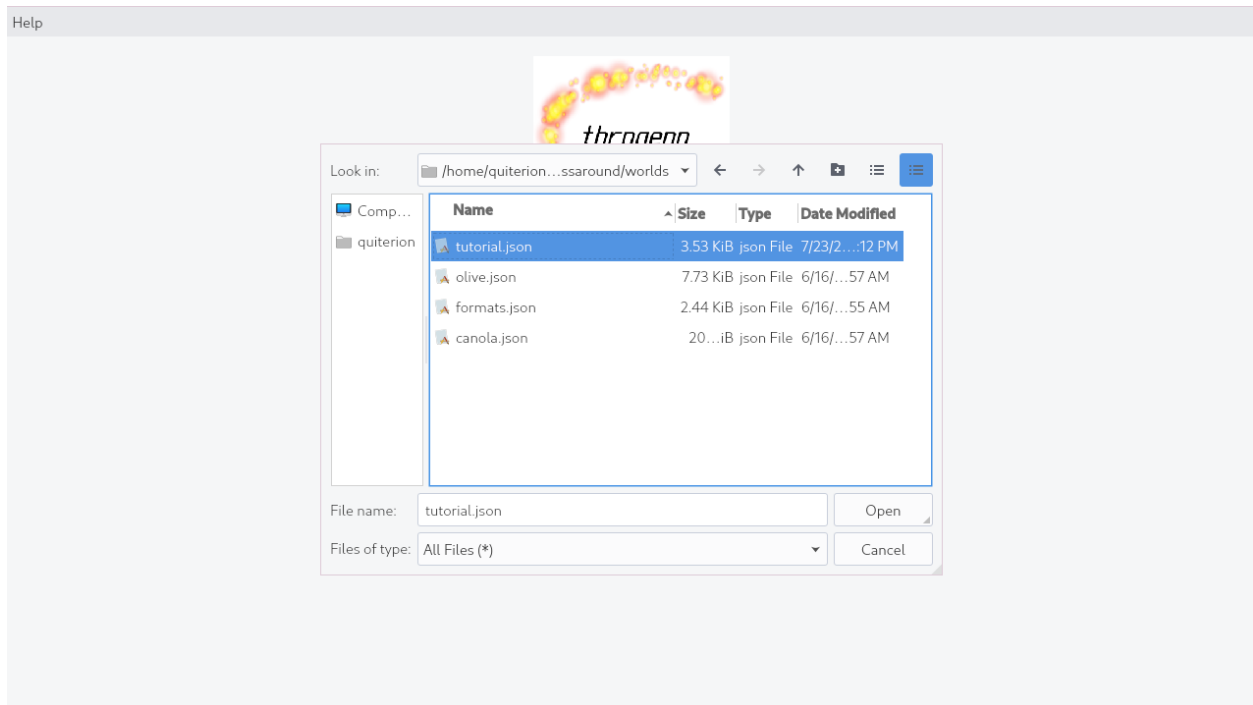 Help
Look in: /home/quiterion...ssaround/worlds
Comp...
quiterion
Name Size Type Date Modified
tutorial.json 3.53 KiB json File 7/23/2...:12 PM
olive.json 7.73 KiB json File 6/16/...57 AM
formats.json 2.44 KiB json File 6/16/...55 AM
canola.json 20...iB json File 6/16/...57 AM
File name: tutorial.json Open
Files of type: All Files (*) Cancel